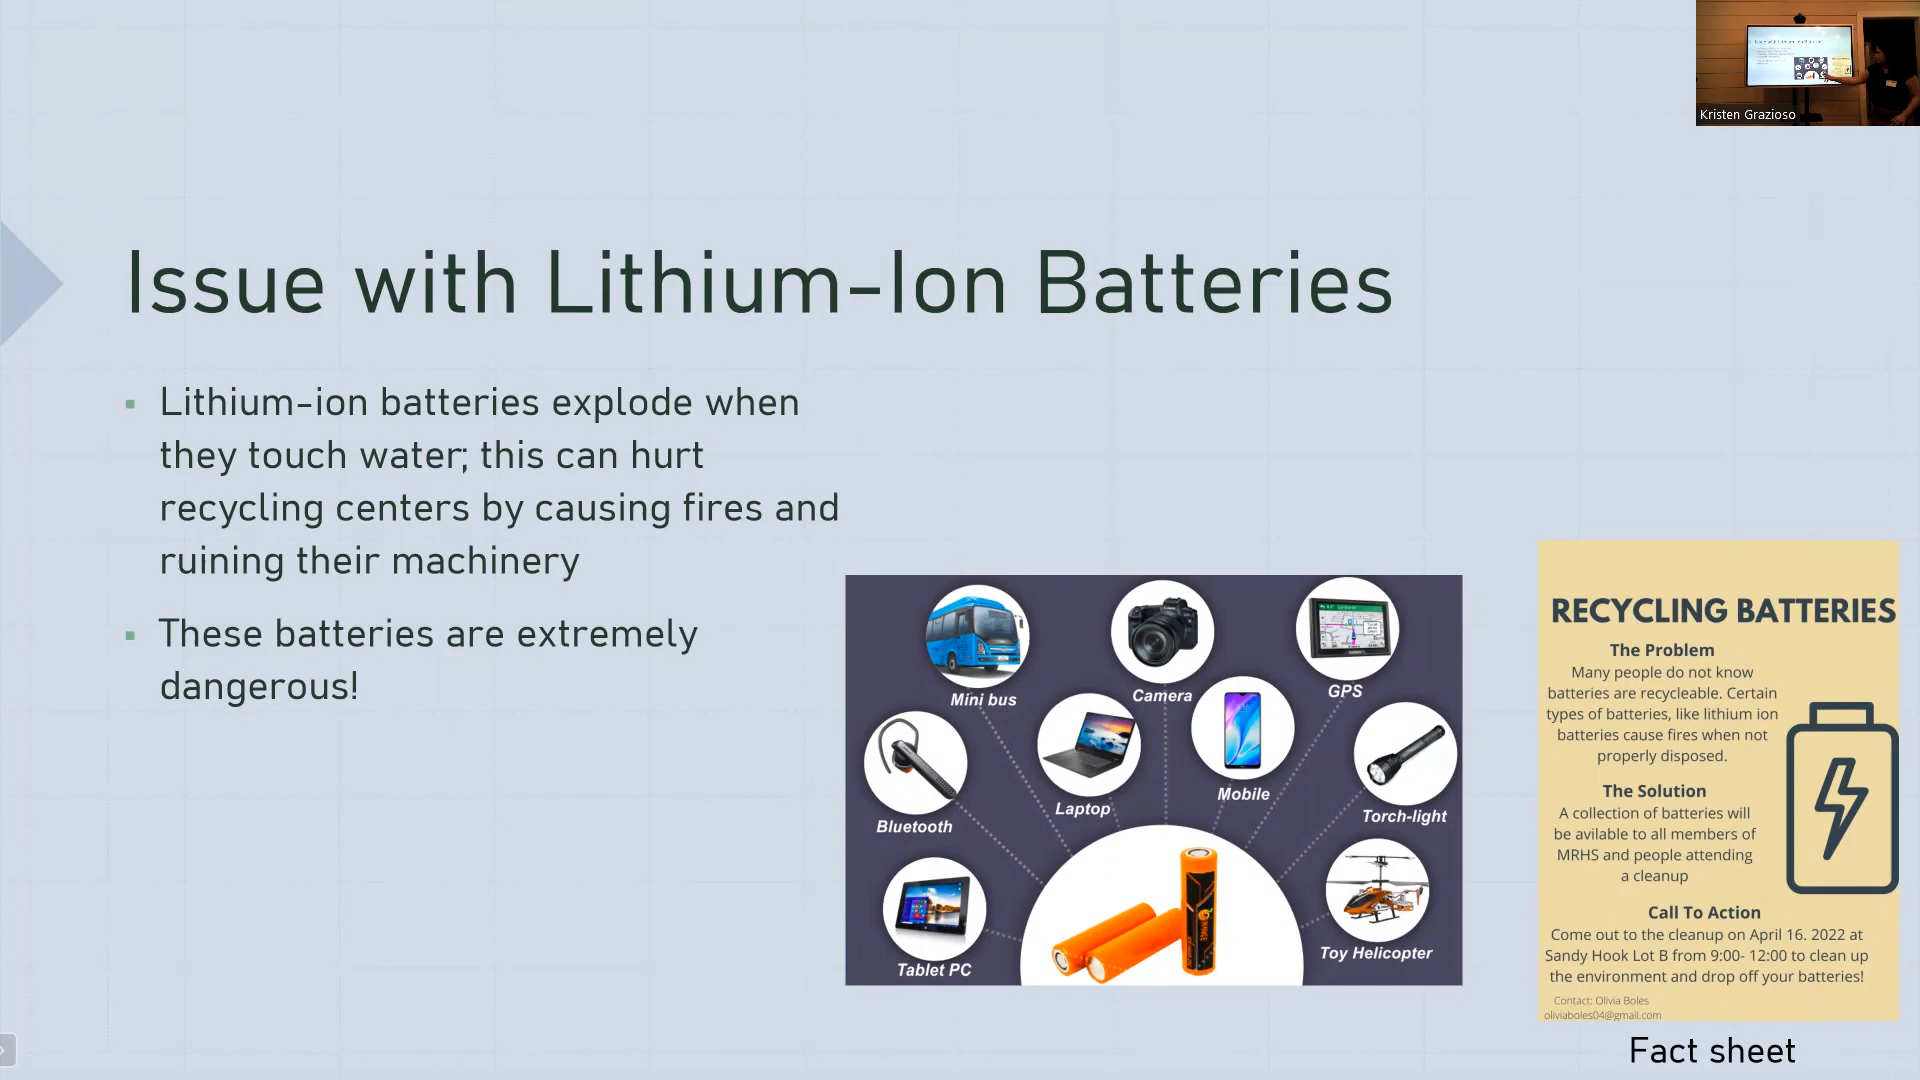 Kristen Grazioso
Issue with Lithium-Ion Batteries
Lithium-ion batteries explode when
they touch water; this can hurt
recycling centers by causing fires and
ruining their machinery
These batteries are extremely
dangerous!
Mini bus
Camera
GPS
Bluetooth
Laptop
Mobile
Torch-light
Tablet PC
Toy Helicopter
ORANGE
RECYCLING BATTERIES
The Problem
Many people do not know
batteries are recycleable. Certain
types of batteries, like lithium ion
batteries cause fires when not
properly disposed.
The Solution
A collection of batteries will
be avilable to all members of
MRHS and people attending
a cleanup
Call To Action
Come out to the cleanup on April 16. 2022 at
Sandy Hook Lot B from 9:00- 12:00 to clean up
the environment and drop off your batteries!
Contact: Olivia Boles
oliviaboles04@gmail.com
Fact sheet